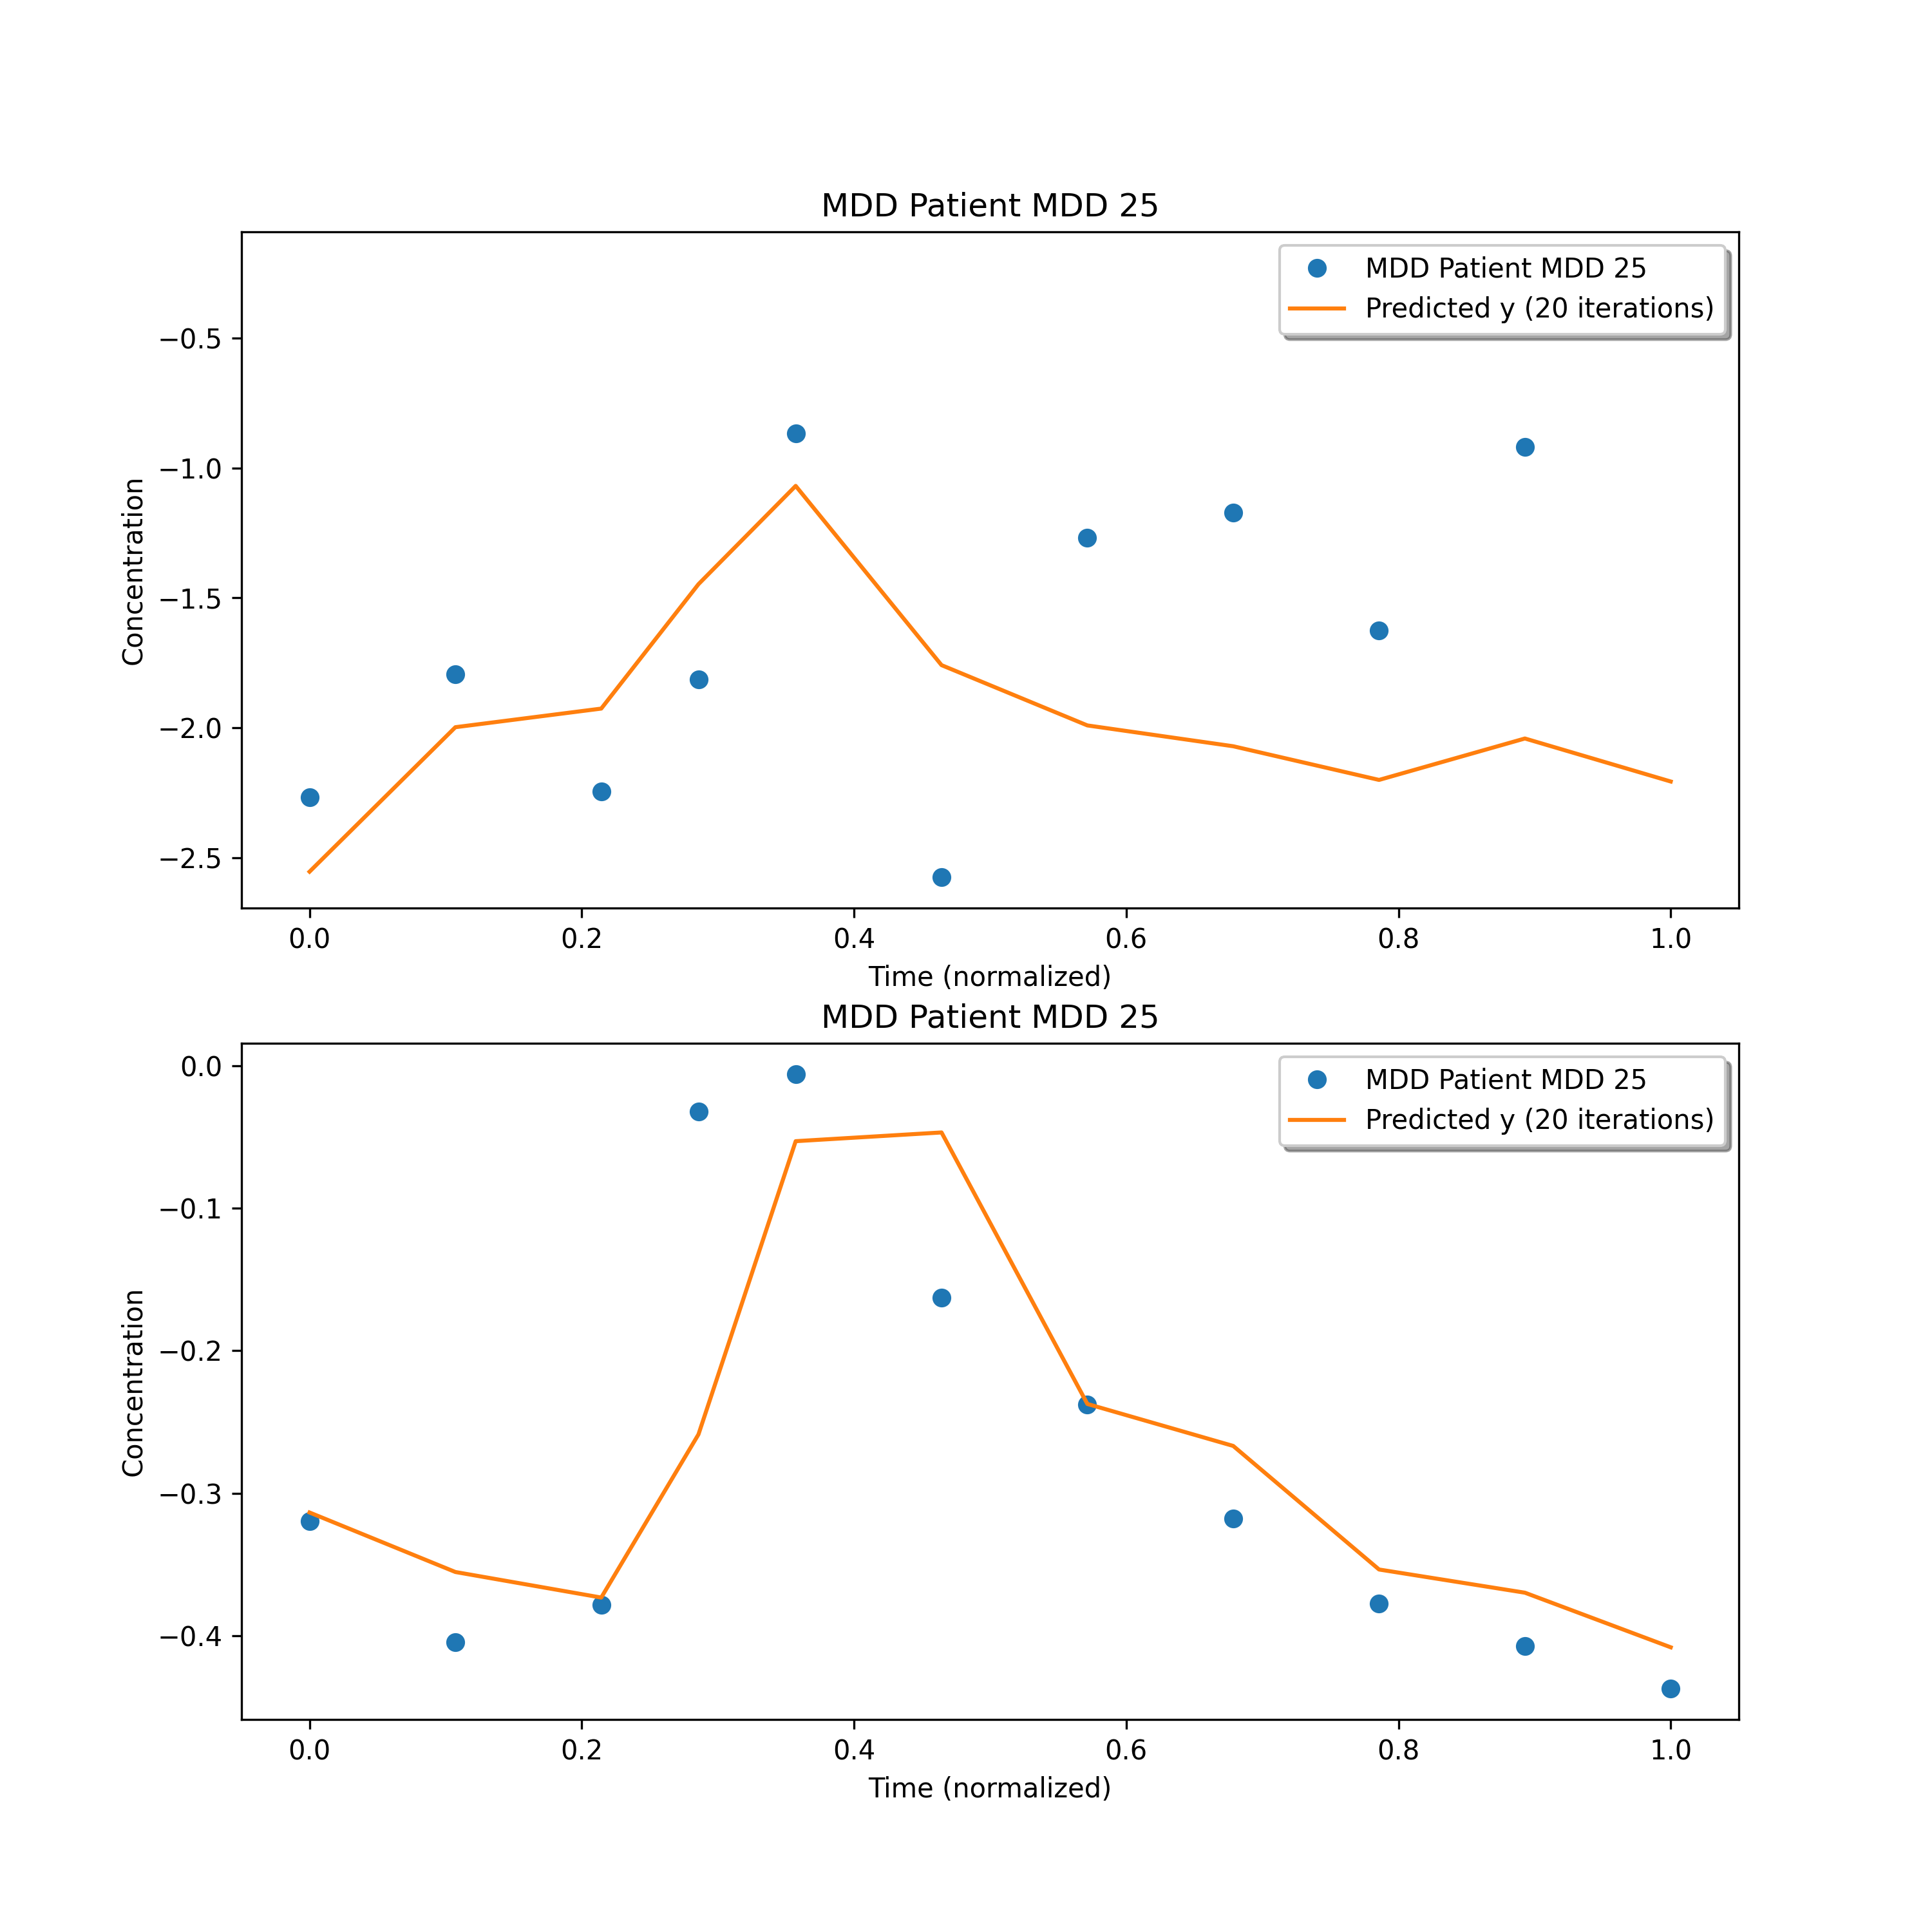 MDD Patient MDD 25
MDD Patient MDD 25
Predicted y (20 iterations)
−0.5
−1.0
−1.5
−2.0
−2.5
Concentration
0.0 0.2 0.4 0.6 0.8 1.0
Time (normalized)
MDD Patient MDD 25
MDD Patient MDD 25
Predicted y (20 iterations)
0.0
−0.1
−0.2
−0.3
−0.4
Concentration
0.0 0.2 0.4 0.6 0.8 1.0
Time (normalized)